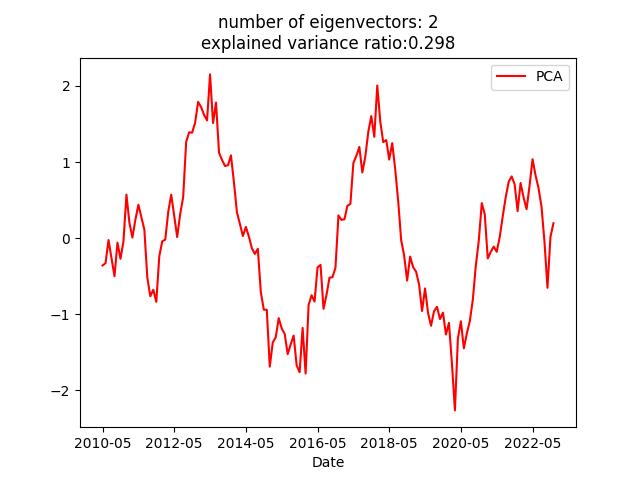 number of eigenvectors: 2
explained variance ratio:0.298
PCA
2
1
0
−1
−2
2010-05 2012-05 2014-05 2016-05 2018-05 2020-05 2022-05
Date